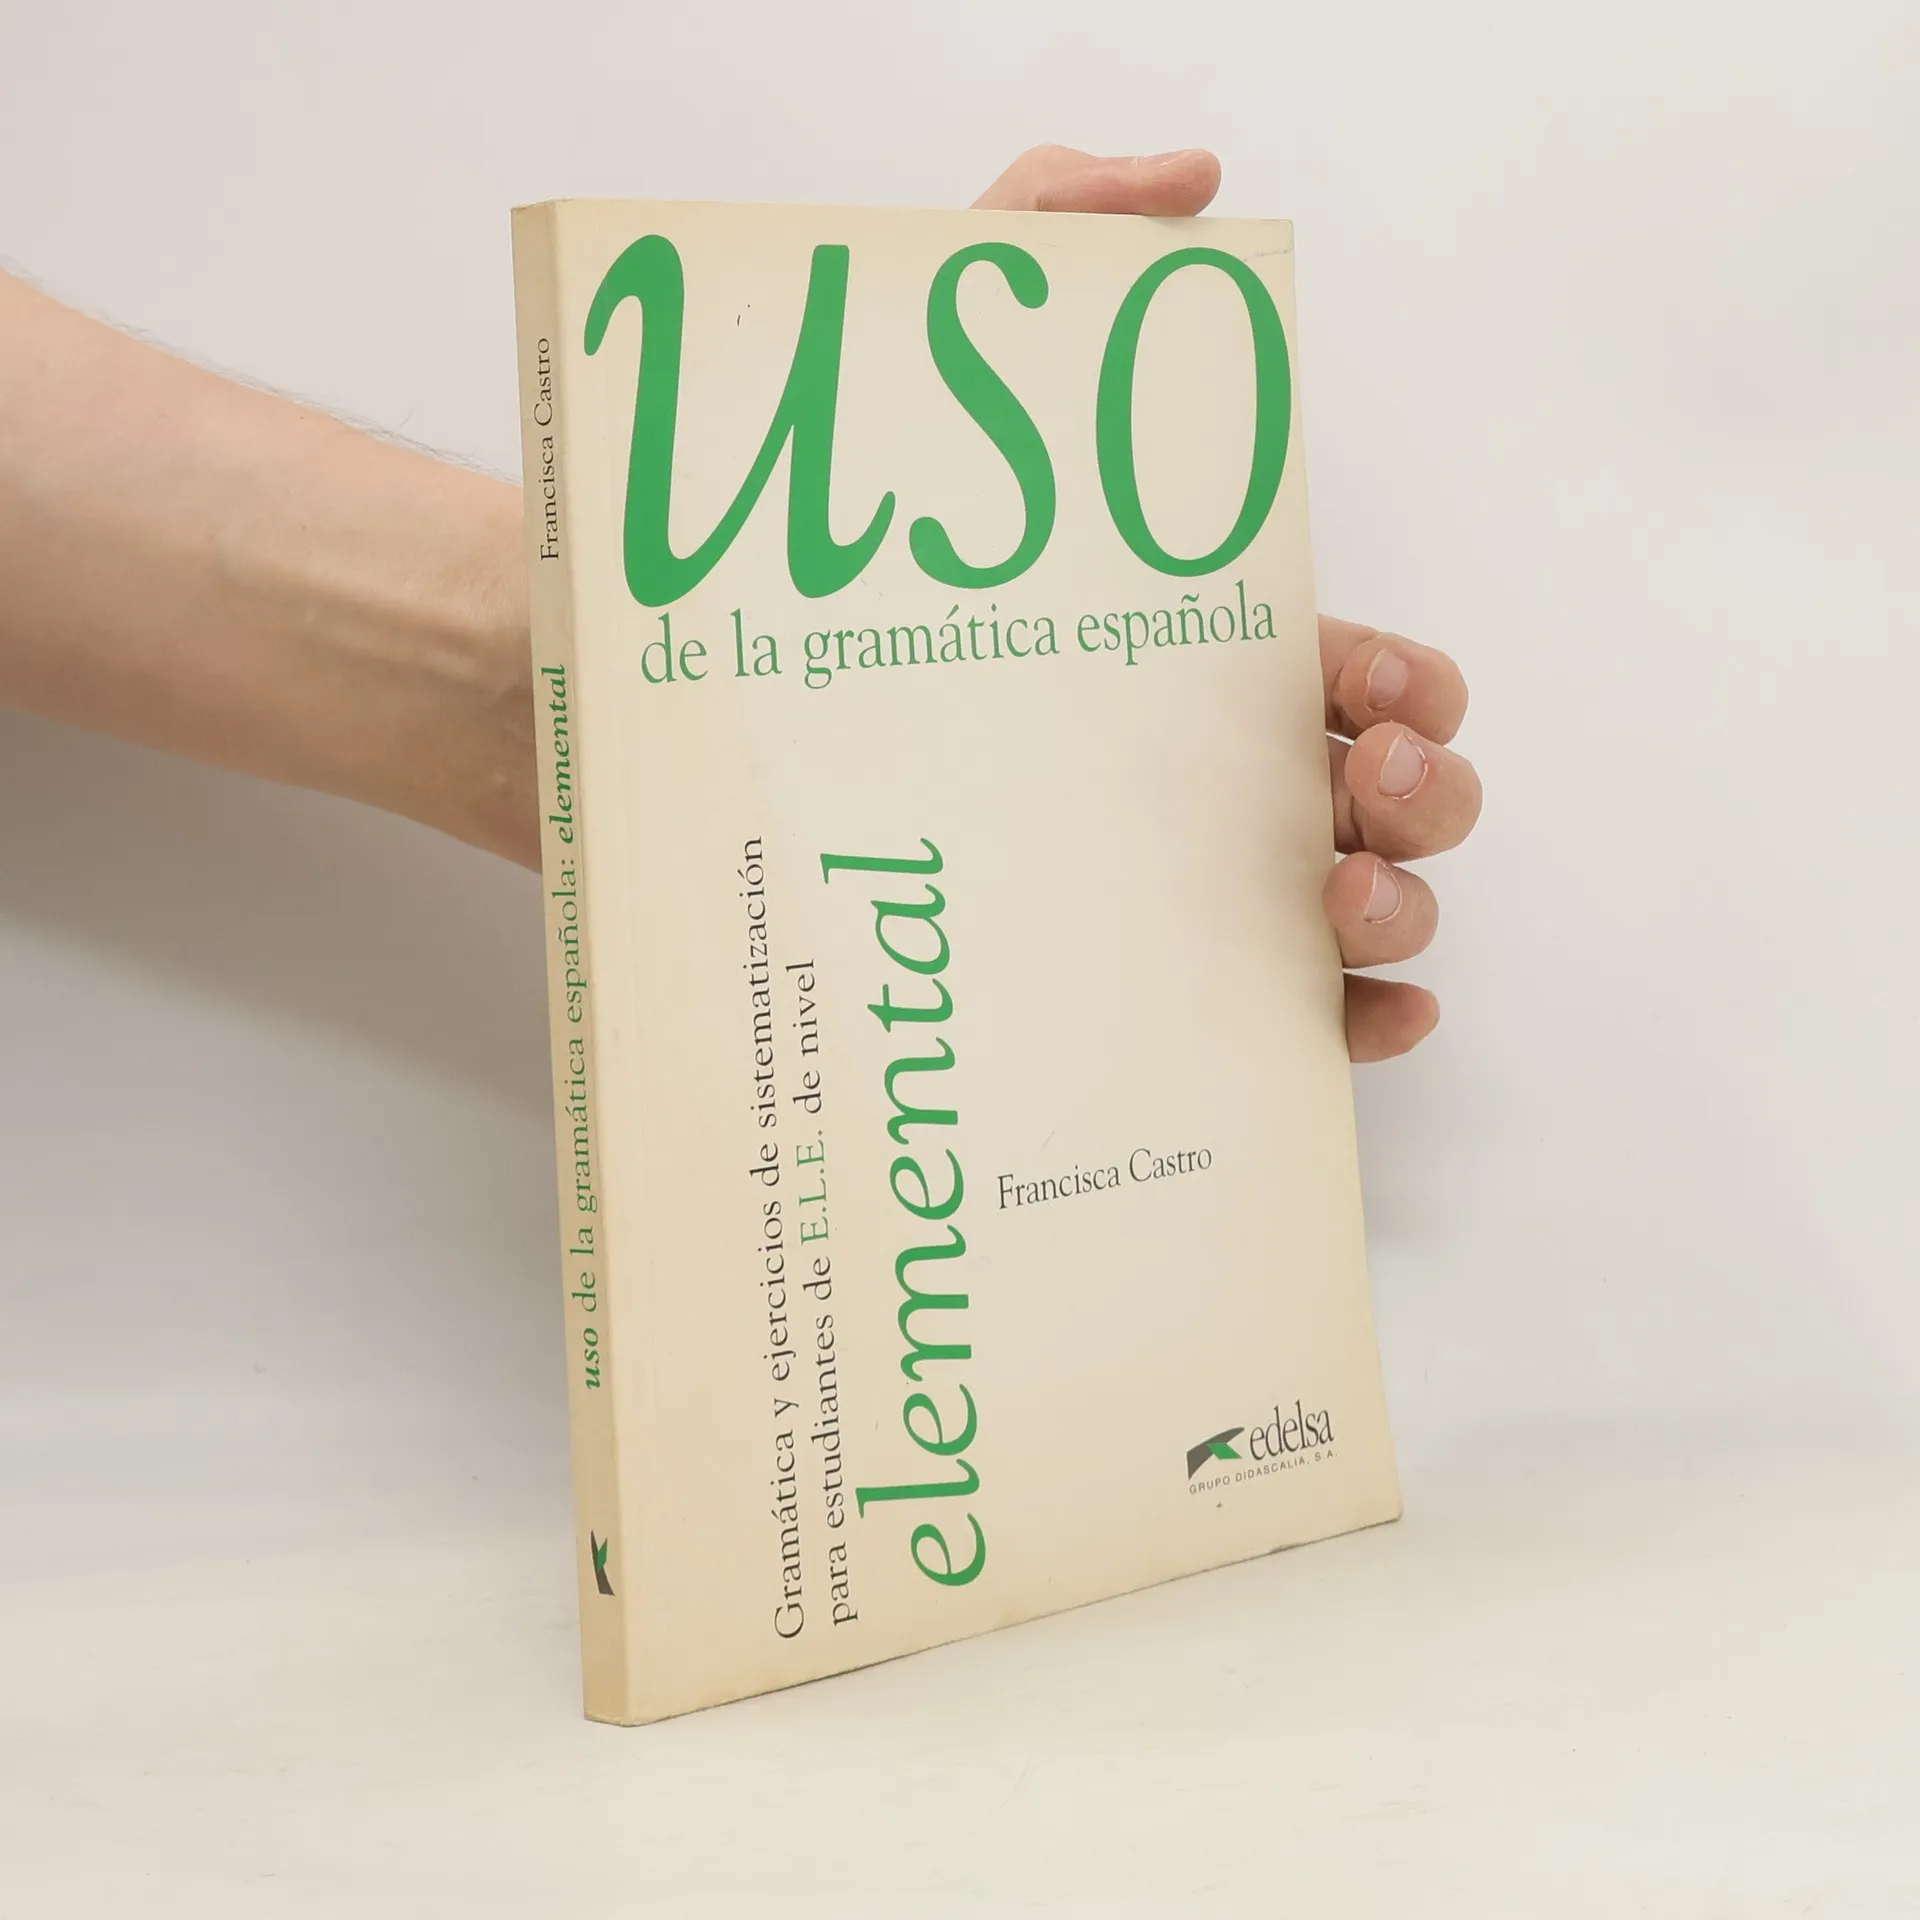 uso
de la gramática española
Gramática y ejercicios de sistematización
para estudiantes de E.L.E. de nivel
elemental
Francisca Castro
edelsa
GRUPO DIDASCALIA, S.A.
uso de la gramática española: elemental
Francisca Castro